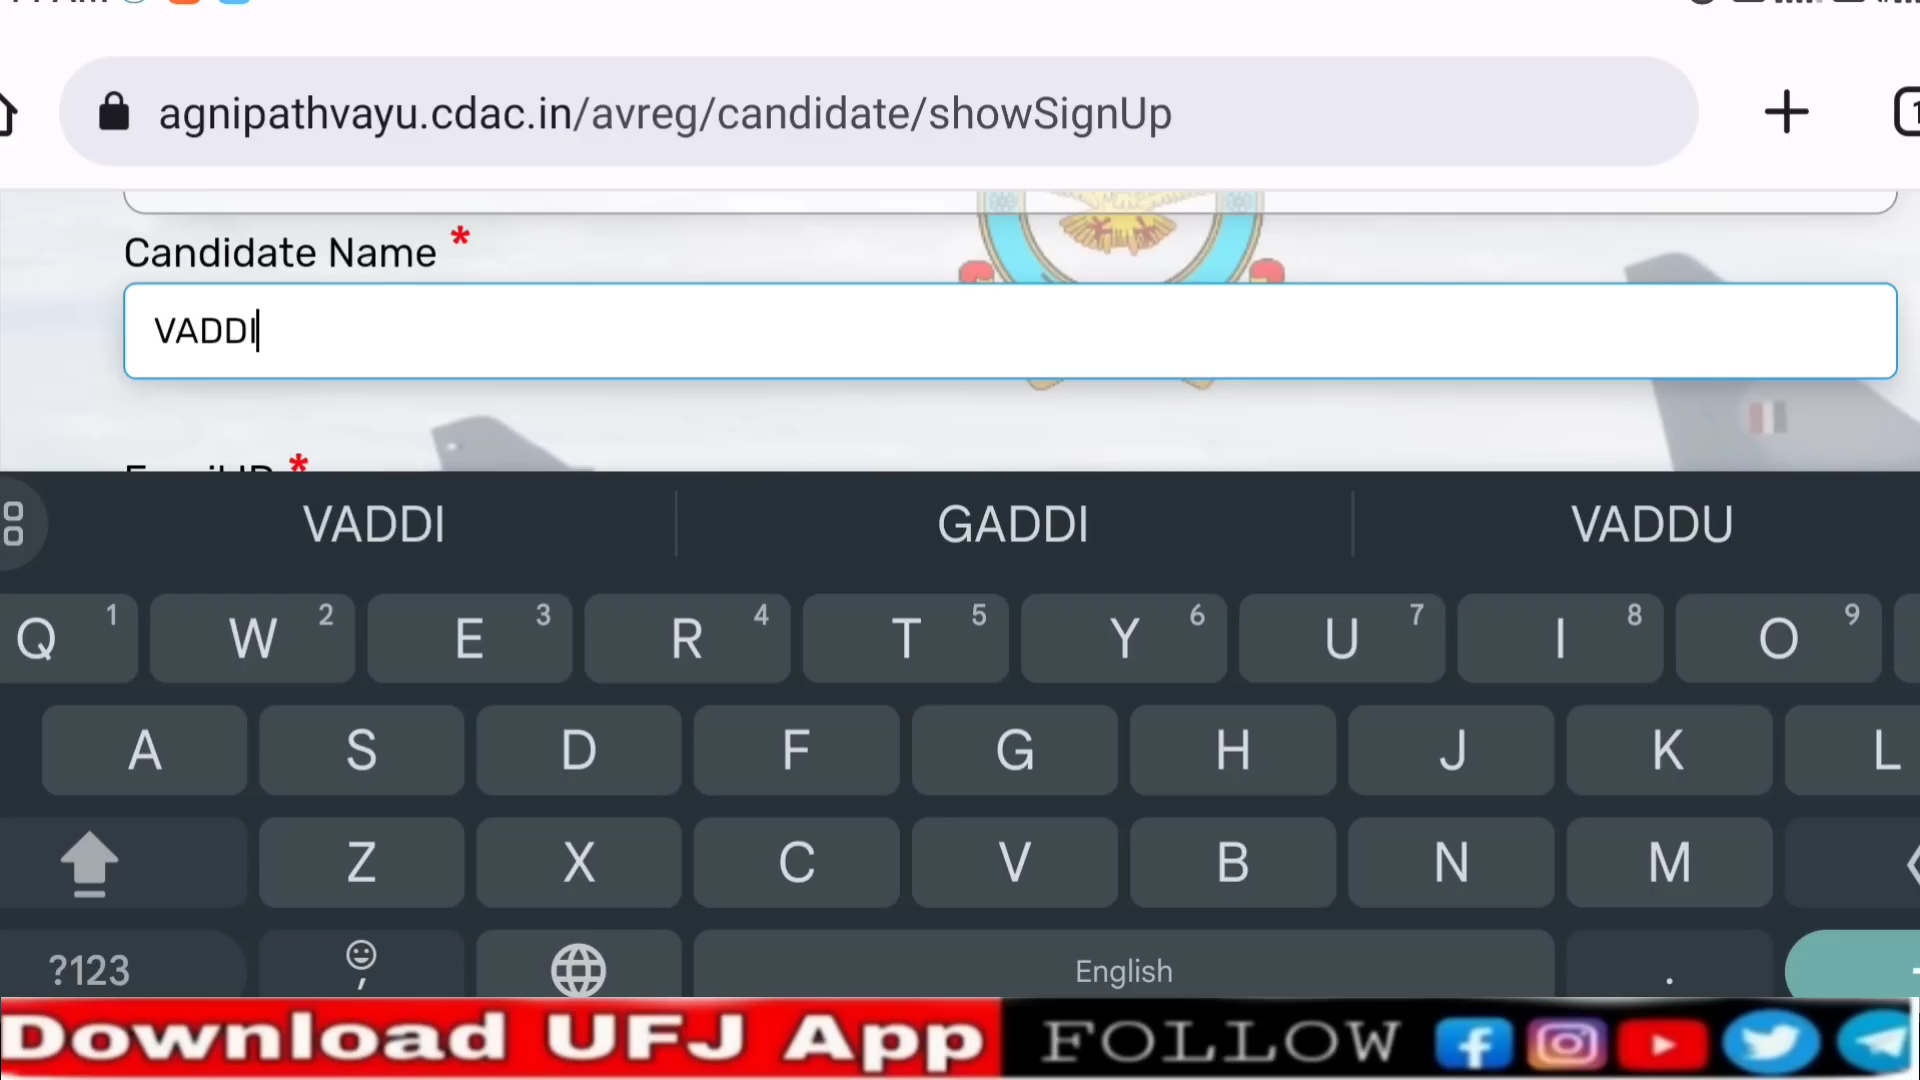 agnipathvayu.cdac.in/avreg/candidate/showSignUp
Candidate Name *
VADDI
VADDI GADDI VADDU
Q 1 W 2 E 3 R 4 T 5 Y 6 U 7 I 8 O 9
A S D F G H J K L
Z X C V B N M
?123 , English .
Download UFJ App FOLLOW